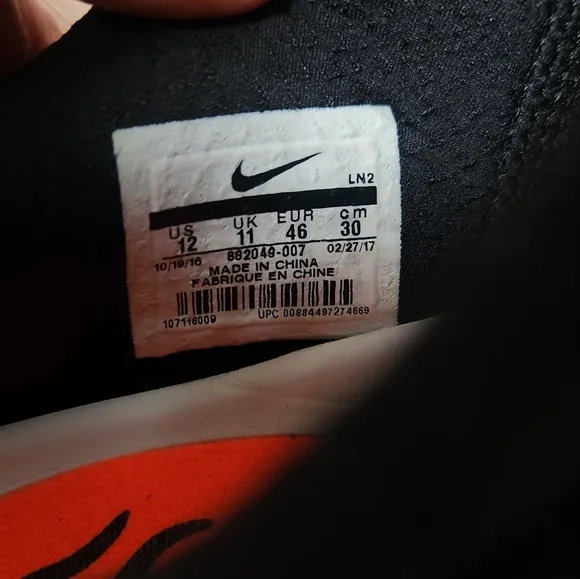 LN2
US UK EUR cm
12 11 46 30
10/19/16 882049-007 02/27/17
MADE IN CHINA
FABRIQUE EN CHINE
107116009 UPC 00884497274669